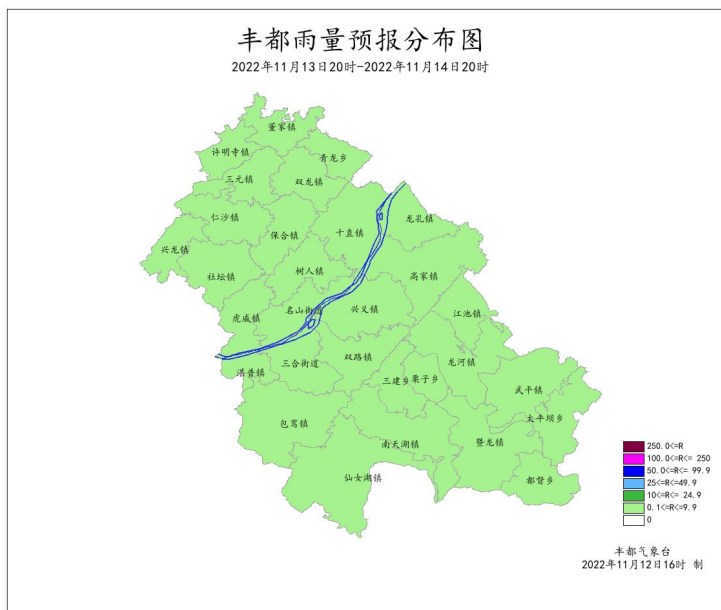 丰都雨量预报分布图
2022年11月13日20时-2022年11月14日20时
董家镇
许明寺镇
青龙乡
三元镇
双龙镇
仁沙镇
龙孔镇
十直镇
保合镇
兴龙镇
树人镇
社坛镇
高家镇
名山街道
兴义镇
江池镇
虎威镇
双路镇
三合街道
龙河镇
湛普镇
三建乡
栗子乡
武平镇
太平坝乡
包鸾镇
南天湖镇
暨龙镇
仙女湖镇
都督乡
250.0<=R
100.0<=R<= 250
50.0<=R<= 99.9
25<=R<=49.9
10<=R<= 24.9
0.1<=R<=9.9
0
丰都气象台
2022年11月12日16时 制